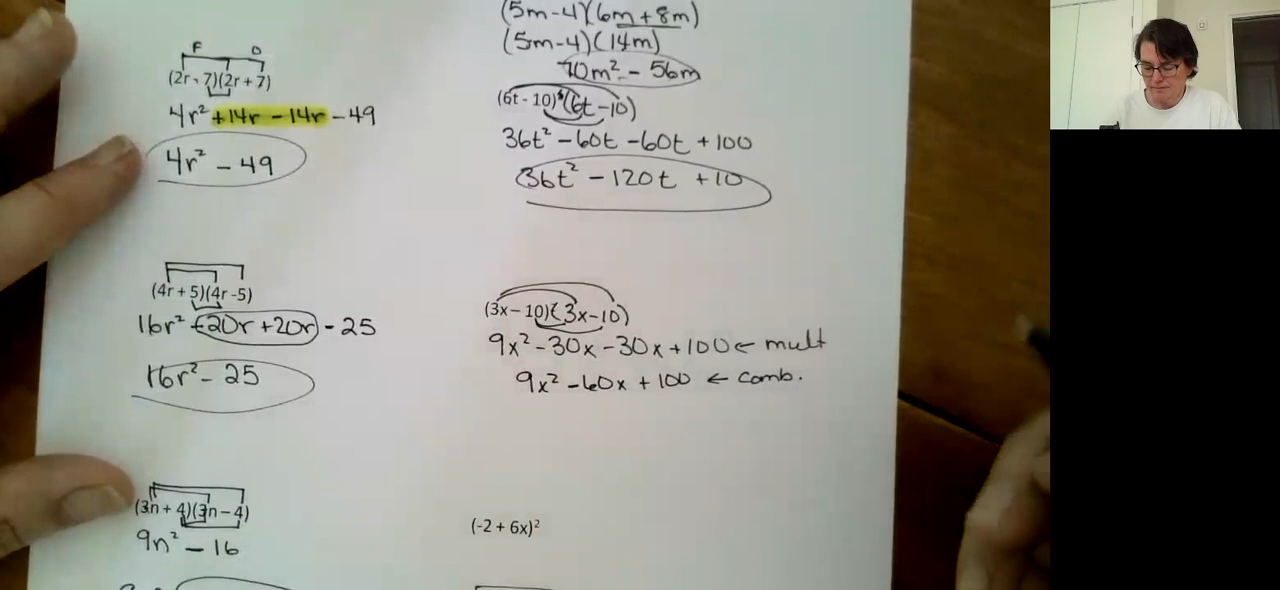 F O
(2r - 7)(2r + 7)
4r² +14r - 14r - 49
4r² - 49
(4r + 5)(4r -5)
16r² -20r +20r - 25
16r² - 25
(3n + 4)(3n - 4)
9n² - 16
(5m-4)(6m + 8m)
(5m-4)(14m)
70m² - 56m
(6t - 10)(6t - 10)
36t² - 60t - 60t + 100
36t² - 120t + 10
(3x - 10)(3x - 10)
9x² - 30x - 30x + 100 ← mult
9x² - 60x + 100 ← comb.
(-2 + 6x)²